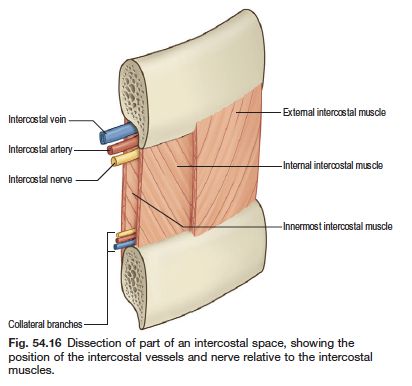 Intercostal vein
Intercostal artery
Intercostal nerve
Collateral branches
External intercostal muscle
Internal intercostal muscle
Innermost intercostal muscle
Fig. 54.16 Dissection of part of an intercostal space, showing the
position of the intercostal vessels and nerve relative to the intercostal
muscles.